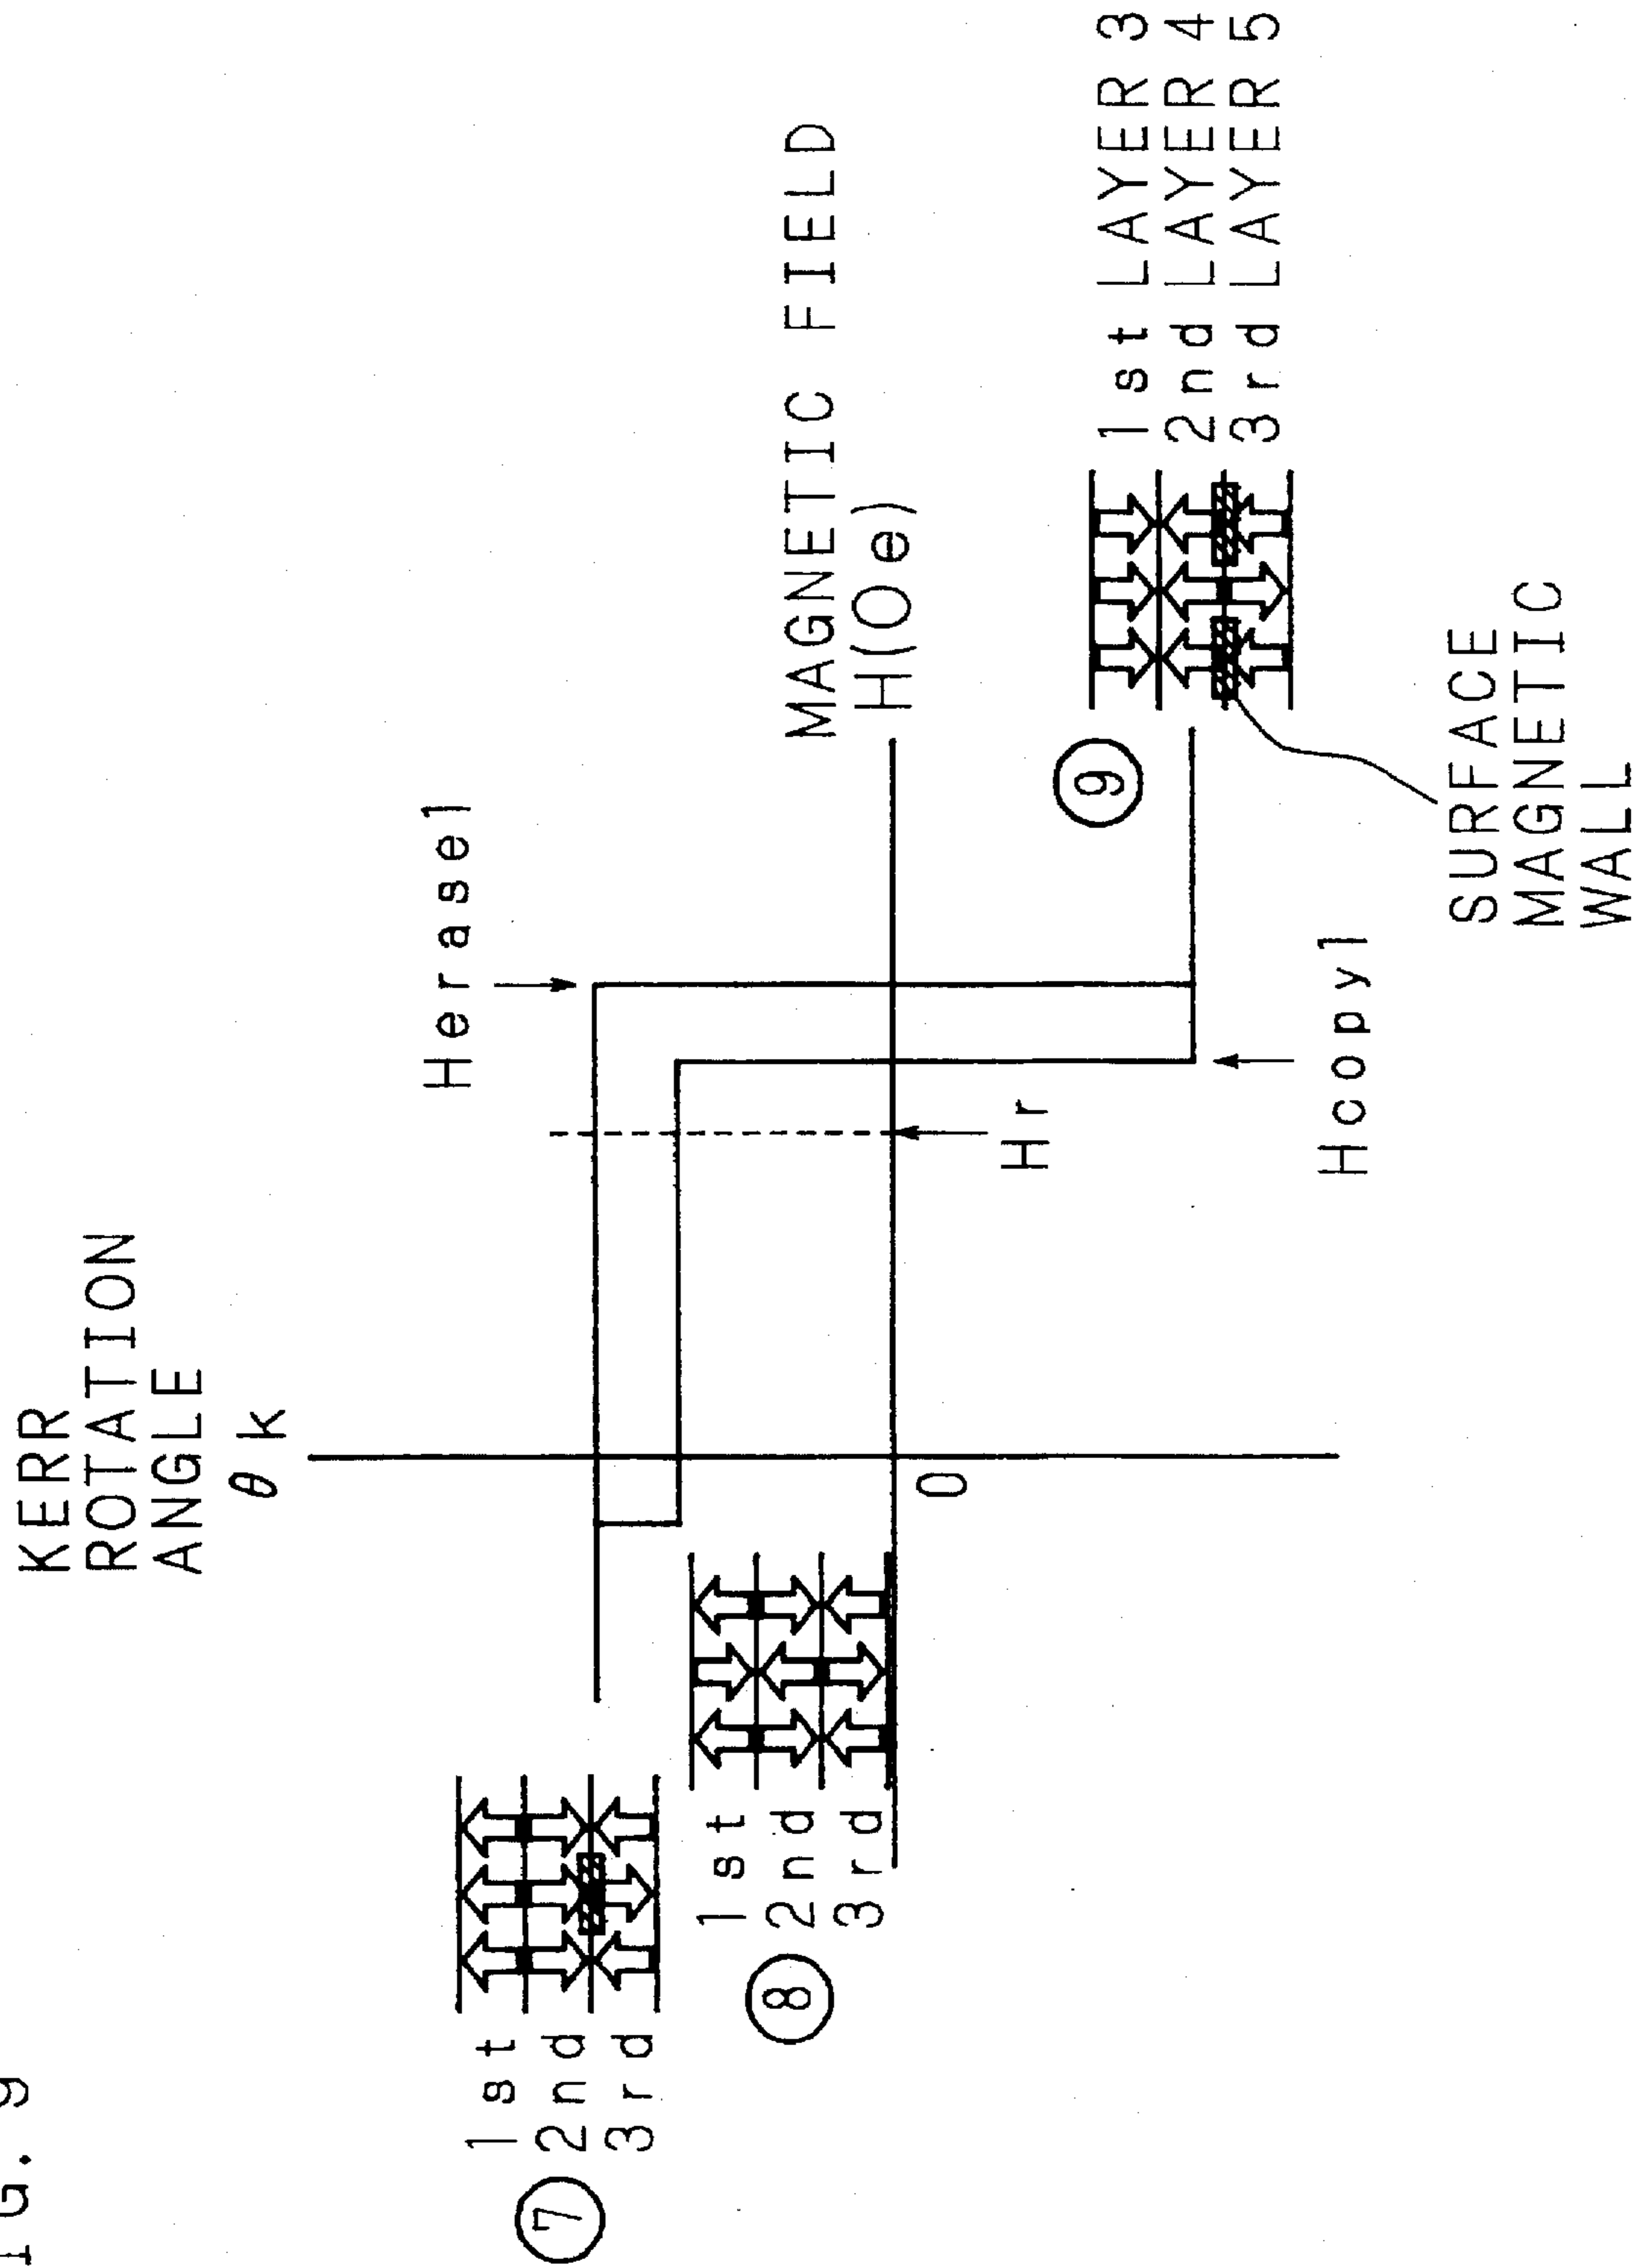 FIG. 9
KERR
ROTATION
ANGLE
θk
Herase1
MAGNETIC FIELD
H(Oe)
Hr
Hcopy1
0
⑦
1st
2nd
3rd
⑧
1st
2nd
3rd
⑨
1st LAYER 3
2nd LAYER 4
3rd LAYER 5
SURFACE
MAGNETIC
WALL